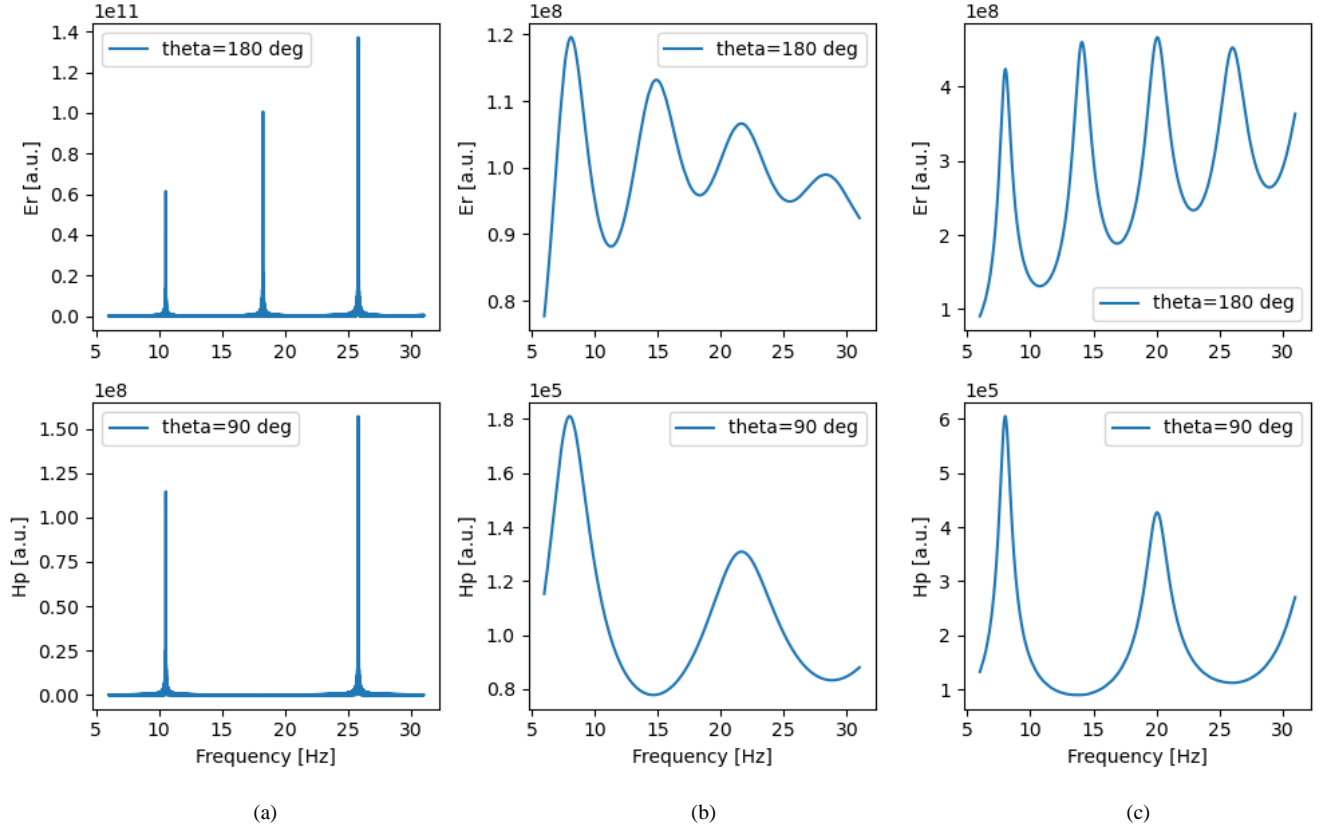 1e11
1.4
1.2
1.0
0.8
0.6
0.4
0.2
0.0
Er [a.u.]
theta=180 deg
5 10 15 20 25 30
1e8
1.2
1.1
1.0
0.9
0.8
Er [a.u.]
theta=180 deg
5 10 15 20 25 30
1e8
4
3
2
1
Er [a.u.]
theta=180 deg
5 10 15 20 25 30
1e8
1.50
1.25
1.00
0.75
0.50
0.25
0.00
Hp [a.u.]
theta=90 deg
5 10 15 20 25 30
Frequency [Hz]
(a)
1e5
1.8
1.6
1.4
1.2
1.0
0.8
Hp [a.u.]
theta=90 deg
5 10 15 20 25 30
Frequency [Hz]
(b)
1e5
6
5
4
3
2
1
Hp [a.u.]
theta=90 deg
5 10 15 20 25 30
Frequency [Hz]
(c)